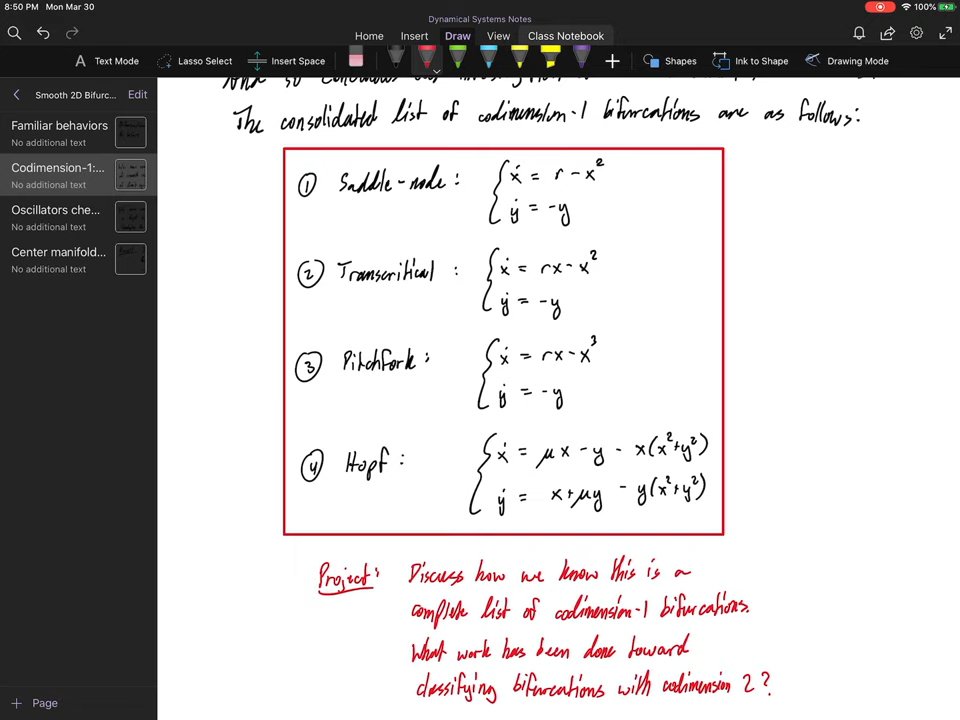 8:50 PM Mon Mar 30
100%
Dynamical Systems Notes
Home Insert Draw View Class Notebook
Text Mode Lasso Select Insert Space Shapes Ink to Shape Drawing Mode
Smooth 2D Bifurc... Edit
Familiar behaviors
No additional text
Codimension-1:...
No additional text
Oscillators che...
No additional text
Center manifold...
No additional text
+ Page
The consolidated list of codimension-1 bifurcations are as follows:
① Saddle-node: { ẋ = r - x²
ẏ = -y
② Transcritical : { ẋ = rx - x²
ẏ = -y
③ Pitchfork: { ẋ = rx - x³
ẏ = -y
④ Hopf: { ẋ = μx - y - x(x²+y²)
ẏ = x + μy - y(x²+y²)
Project: Discuss how we know this is a
complete list of codimension-1 bifurcations.
What work has been done toward
classifying bifurcations with codimension 2?